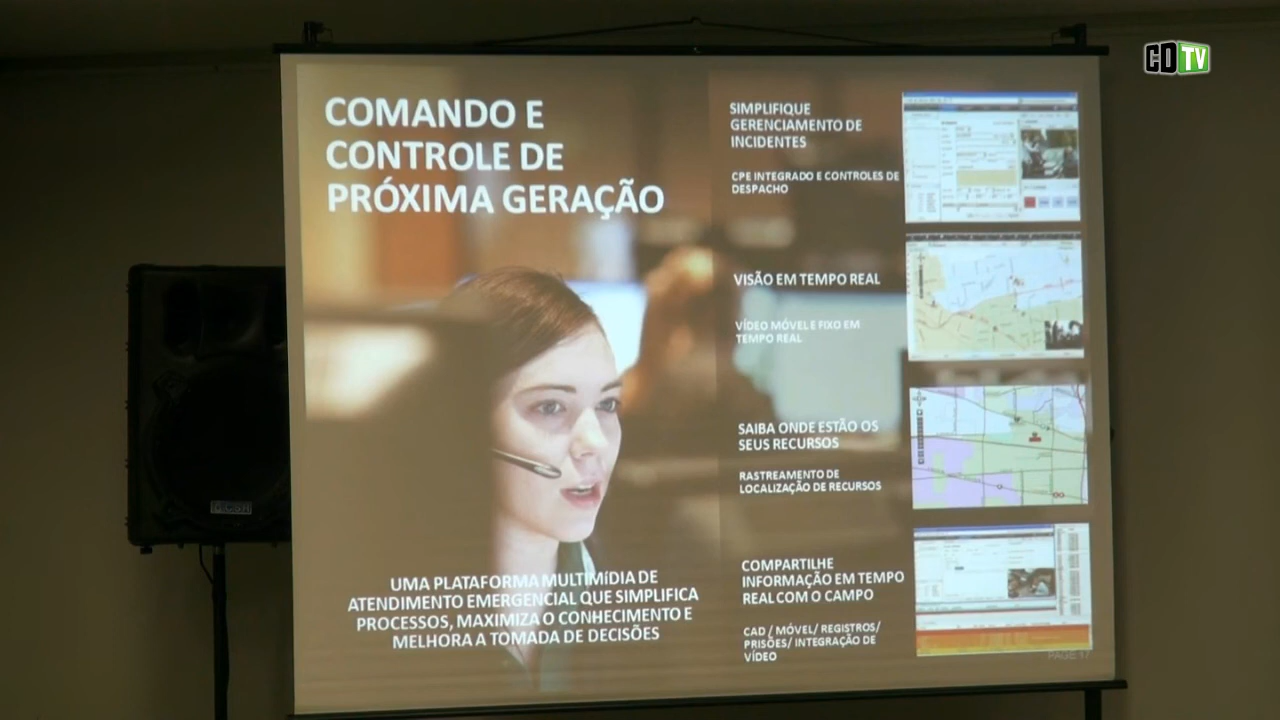 CDTV
COMANDO E
CONTROLE DE
PRÓXIMA GERAÇÃO
UMA PLATAFORMA MULTIMÍDIA DE
ATENDIMENTO EMERGENCIAL QUE SIMPLIFICA
PROCESSOS, MAXIMIZA O CONHECIMENTO E
MELHORA A TOMADA DE DECISÕES
SIMPLIFIQUE
GERENCIAMENTO DE
INCIDENTES
CPE INTEGRADO E CONTROLES DE
DESPACHO
VISÃO EM TEMPO REAL
VÍDEO MÓVEL E FIXO EM
TEMPO REAL
SAIBA ONDE ESTÃO OS
SEUS RECURSOS
RASTREAMENTO DE
LOCALIZAÇÃO DE RECURSOS
COMPARTILHE
INFORMAÇÃO EM TEMPO
REAL COM O CAMPO
CAD / MÓVEL/ REGISTROS/
PRISÕES/ INTEGRAÇÃO DE
VÍDEO
PAGE 17